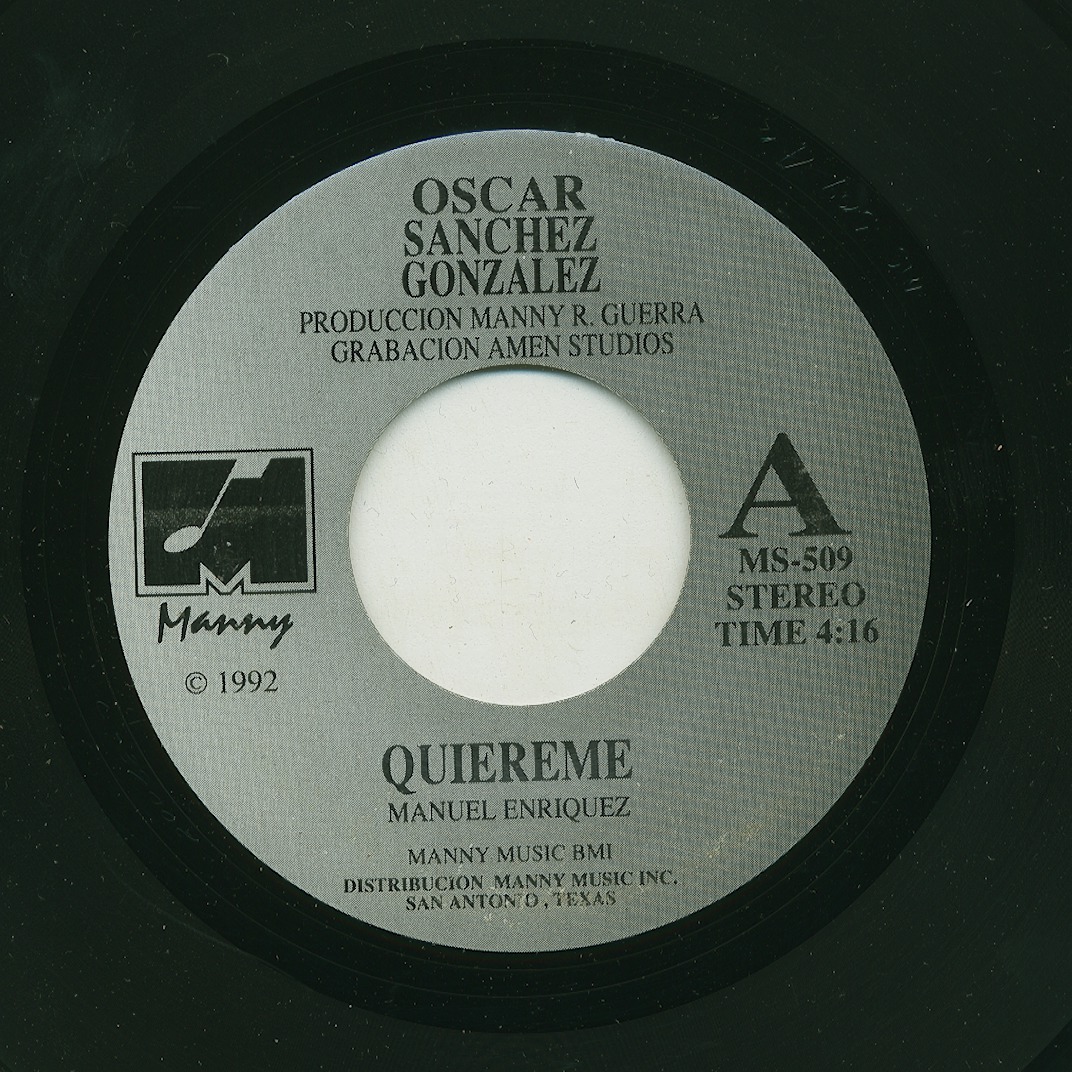 OSCAR
SANCHEZ
GONZALEZ
PRODUCCION MANNY R. GUERRA
GRABACION AMEN STUDIOS
Manny
© 1992
A
MS-509
STEREO
TIME 4:16
QUIEREME
MANUEL ENRIQUEZ
MANNY MUSIC BMI
DISTRIBUCION MANNY MUSIC INC.
SAN ANTONIO, TEXAS